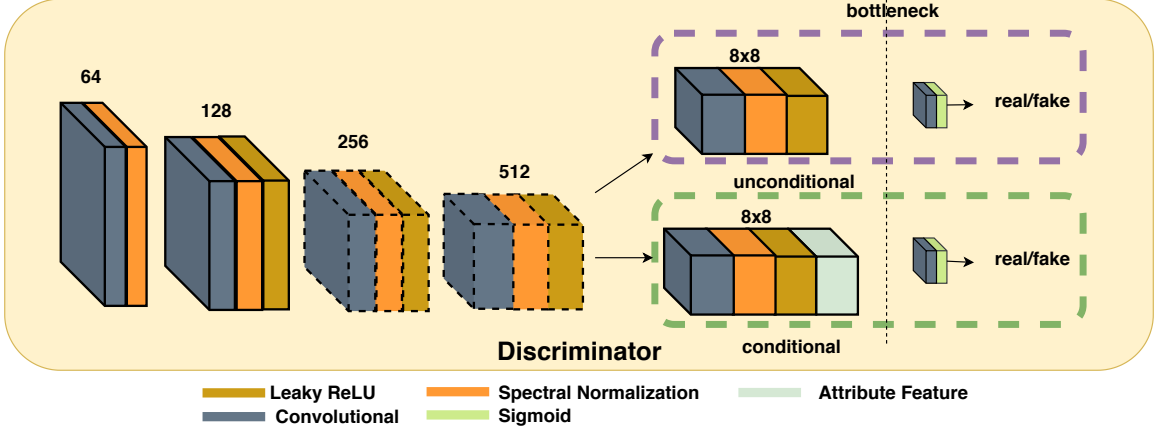 bottleneck
64
128
256
512
8x8
real/fake
unconditional
8x8
real/fake
conditional
Discriminator
Leaky ReLU
Spectral Normalization
Attribute Feature
Convolutional
Sigmoid